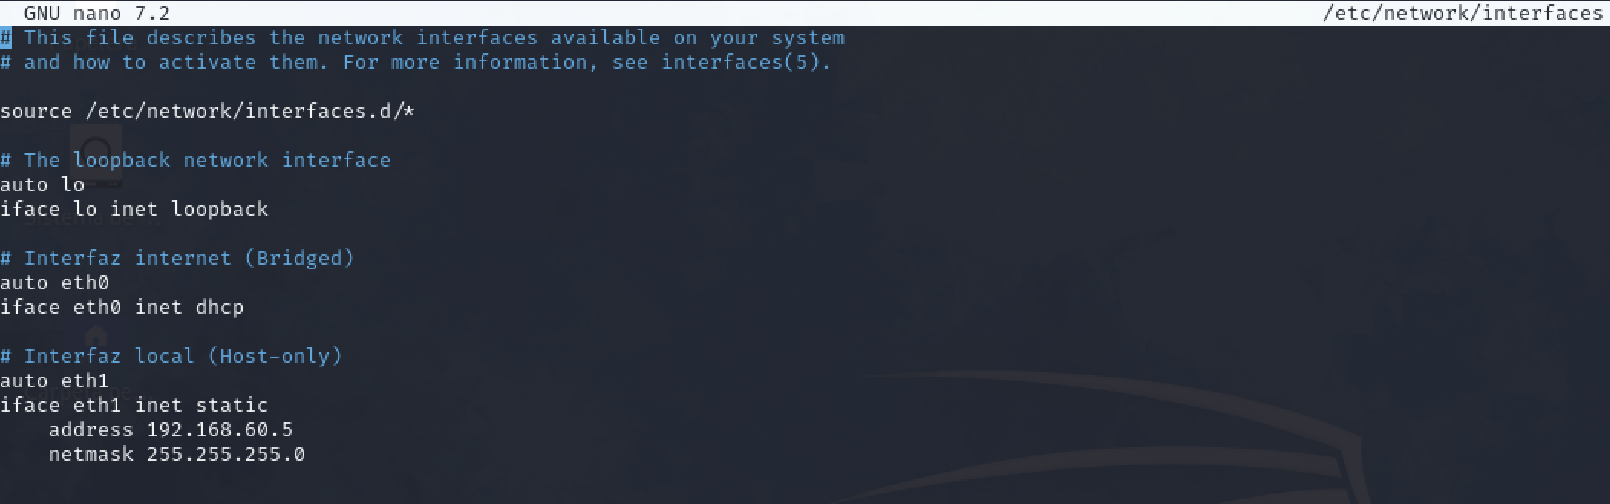 GNU nano 7.2 /etc/network/interfaces
# This file describes the network interfaces available on your system
# and how to activate them. For more information, see interfaces(5).
source /etc/network/interfaces.d/*
# The loopback network interface
auto lo
iface lo inet loopback
# Interfaz internet (Bridged)
auto eth0
iface eth0 inet dhcp
# Interfaz local (Host-only)
auto eth1
iface eth1 inet static
address 192.168.60.5
netmask 255.255.255.0